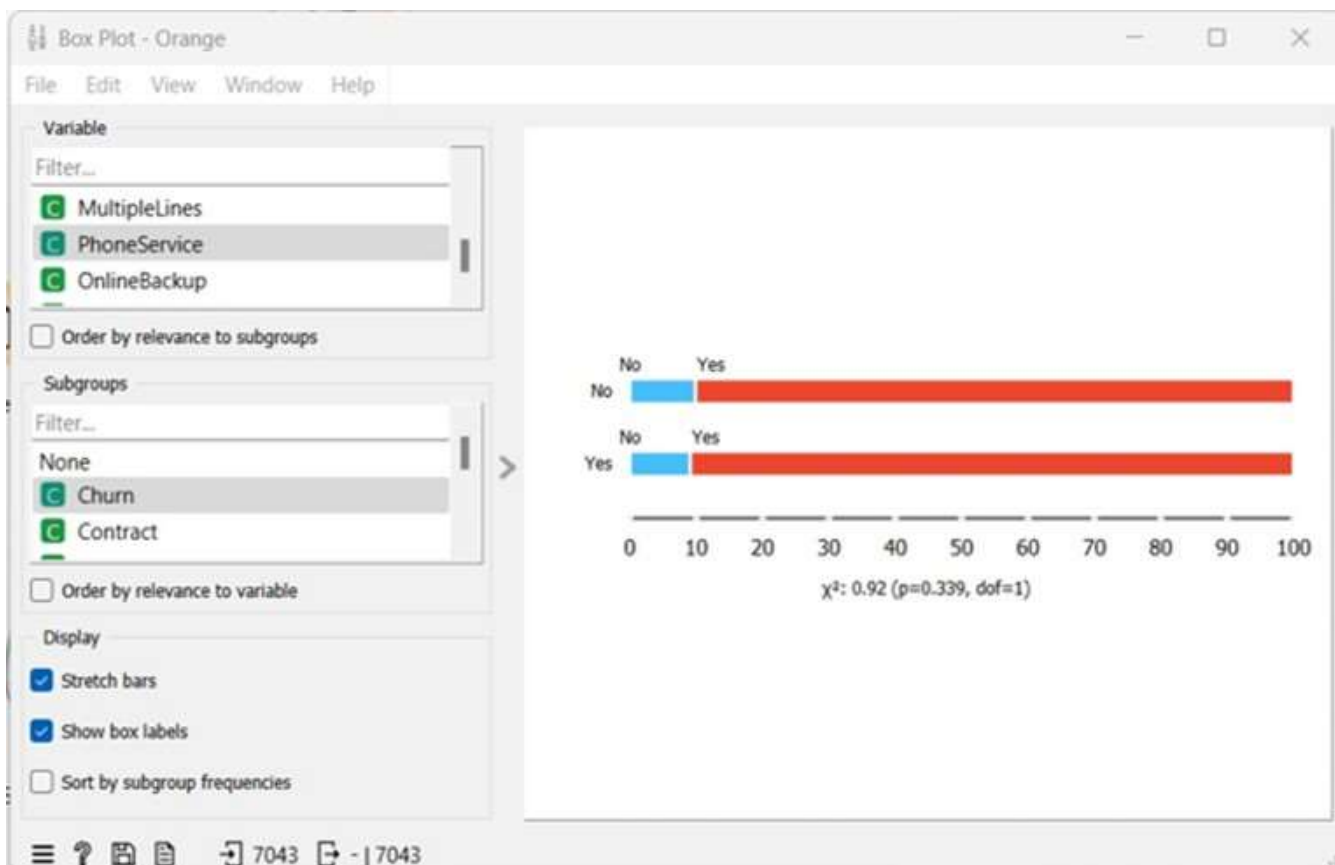 Box Plot - Orange
File Edit View Window Help
Variable
Filter...
C MultipleLines
C PhoneService
C OnlineBackup
Order by relevance to subgroups
Subgroups
Filter...
None
C Churn
C Contract
Order by relevance to variable
Display
Stretch bars
Show box labels
Sort by subgroup frequencies
7043 - | 7043
No Yes
No
No Yes
Yes
0 10 20 30 40 50 60 70 80 90 100
χ²: 0.92 (p=0.339, dof=1)